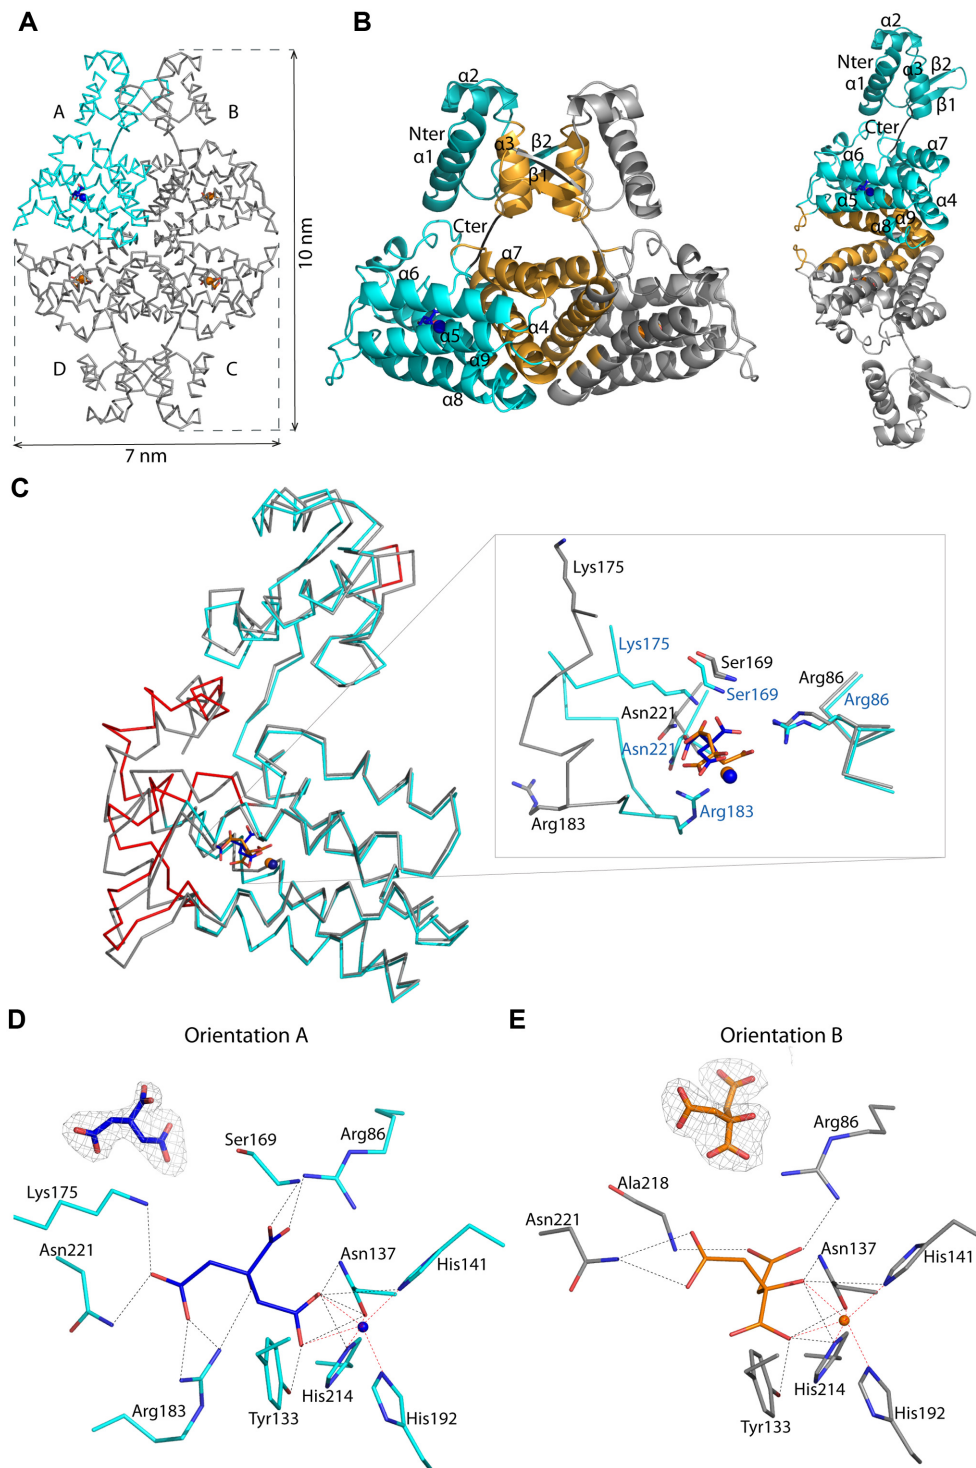 A
B
A
B
D
C
10 nm
7 nm
α2
Nter
α1
α3
β2
β1
Cter
α7
α6
α5
α4
α9
α8
α2
Nter
α3
β2
α1
β1
Cter
α6
α7
α5
α4
α9
α8
C
Lys175
Lys175
Ser169
Ser169
Arg86
Arg86
Asn221
Asn221
Arg183
Arg183
D
Orientation A
Ser169
Arg86
Lys175
Asn221
Asn137
His141
Arg183
Tyr133
His214
His192
E
Orientation B
Arg86
Ala218
Asn221
Asn137
His141
His214
Tyr133
His192